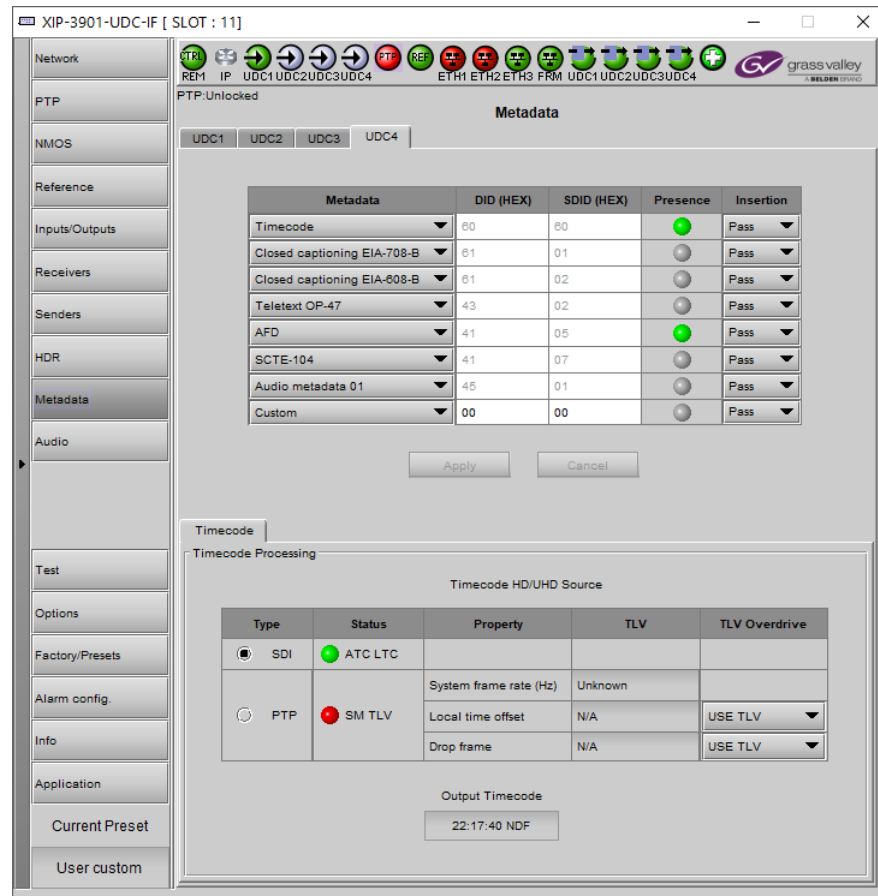 XIP-3901-UDC-IF [ SLOT : 11]
CTRL PTP REF
REM IP UDC1 UDC2 UDC3 UDC4 ETH1 ETH2 ETH3 FRM UDC1 UDC2 UDC3 UDC4
GV grass valley
A BELDEN BRAND
PTP:Unlocked
Network
PTP
NMOS
Reference
Inputs/Outputs
Receivers
Senders
HDR
Metadata
Audio
Test
Options
Factory/Presets
Alarm config.
Info
Application
Current Preset
User custom
Metadata
UDC1 UDC2 UDC3 UDC4
Metadata DID (HEX) SDID (HEX) Presence Insertion
Timecode 60 60 Pass
Closed captioning EIA-708-B 61 01 Pass
Closed captioning EIA-608-B 61 02 Pass
Teletext OP-47 43 02 Pass
AFD 41 05 Pass
SCTE-104 41 07 Pass
Audio metadata 01 45 01 Pass
Custom 00 00 Pass
Apply Cancel
Timecode
Timecode Processing
Timecode HD/UHD Source
Type Status Property TLV TLV Overdrive
SDI ATC LTC
PTP SM TLV
System frame rate (Hz) Unknown
Local time offset N/A USE TLV
Drop frame N/A USE TLV
Output Timecode
22:17:40 NDF